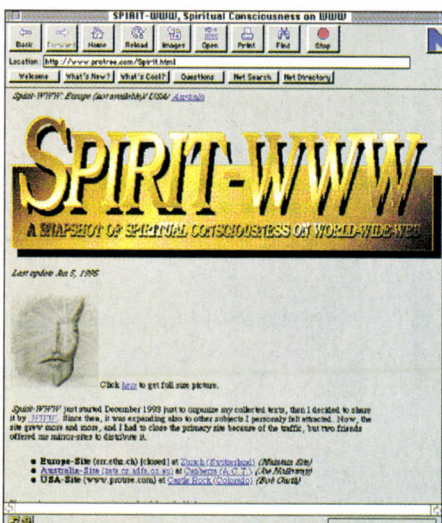 SPIRIT-WWW, Spiritual Consciousness on WWW
Back Forward Home Reload Images Open Print Find Stop
Location: http://www.protree.com/Spirit.html
Welcome What's New? What's Cool? Questions Net Search Net Directory
Spirit-WWW: Europe (not available)/ USA/ Australia
SPIRIT-WWW
A SNAPSHOT OF SPIRITUAL CONSCIOUSNESS ON WORLD-WIDE-WEB
Last update Jan 5, 1995
Click here to get full size picture.
Spirit-WWW just started December 1993 just to organize my collected texts, then I decided to share
it by WWW. Since then, it was expanding also to other subjects I personally felt attracted. Now, the
site grew more and more, and I had to close the primary site because of the traffic, but two friends
offered me mirror-sites to distribute it.
Europe-Site (err.ethz.ch) [closed] at Zurich (Switzerland)
Australia-Site at Canberra (A.C.T.)
USA-Site (www.protree.com) at Castle Rock (Colorado)